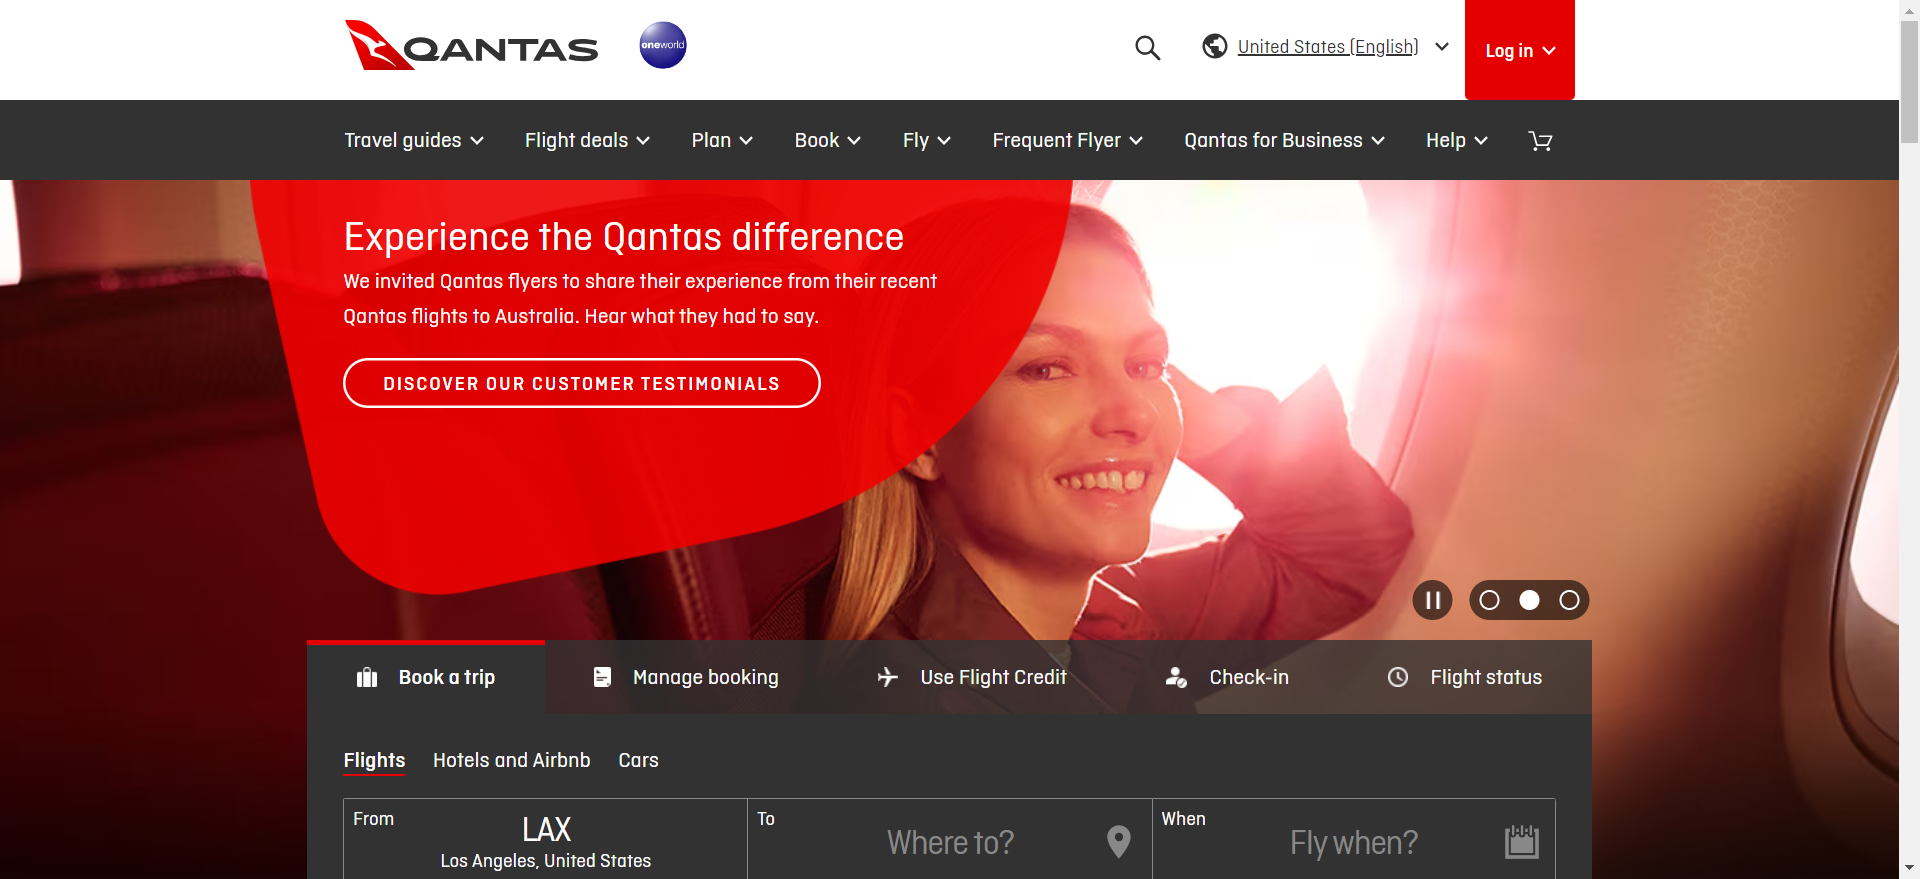 QANTAS
oneworld
United States (English)
Log in
Travel guides
Flight deals
Plan
Book
Fly
Frequent Flyer
Qantas for Business
Help
Experience the Qantas difference
We invited Qantas flyers to share their experience from their recent
Qantas flights to Australia. Hear what they had to say.
DISCOVER OUR CUSTOMER TESTIMONIALS
Book a trip
Manage booking
Use Flight Credit
Check-in
Flight status
Flights
Hotels and Airbnb
Cars
From
LAX
Los Angeles, United States
To
Where to?
When
Fly when?